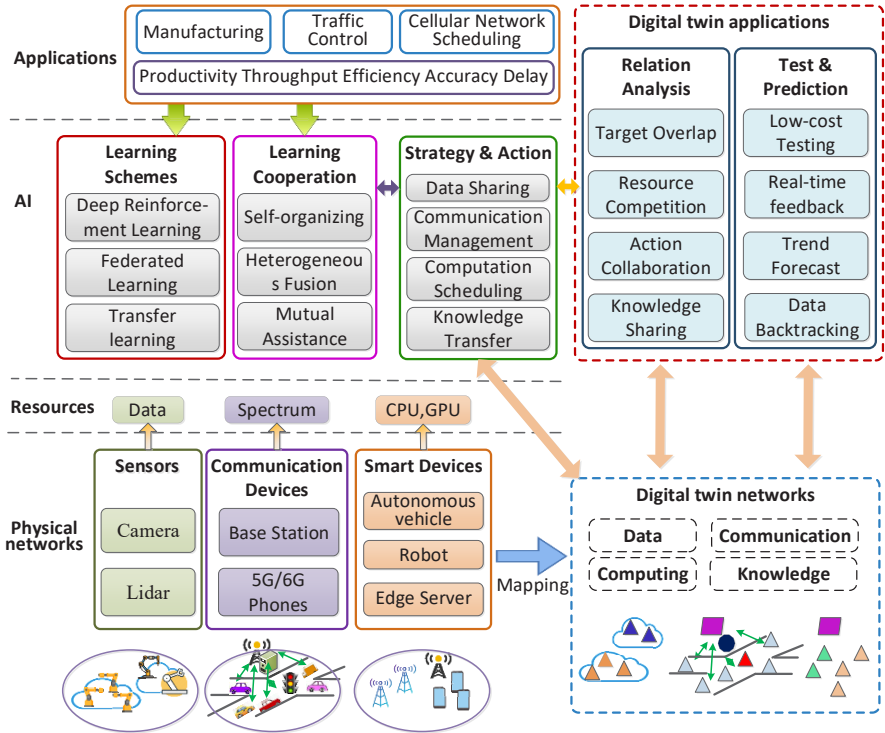 Applications
Manufacturing
Traffic
Control
Cellular Network
Scheduling
Productivity Throughput Efficiency Accuracy Delay
Digital twin applications
Relation
Analysis
Target Overlap
Resource
Competition
Action
Collaboration
Knowledge
Sharing
Test &
Prediction
Low-cost
Testing
Real-time
feedback
Trend
Forecast
Data
Backtracking
AI
Learning
Schemes
Deep Reinforce-
ment Learning
Federated
Learning
Transfer
learning
Learning
Cooperation
Self-organizing
Heterogeneou
s Fusion
Mutual
Assistance
Strategy & Action
Data Sharing
Communication
Management
Computation
Scheduling
Knowledge
Transfer
Resources
Data
Spectrum
CPU,GPU
Physical
networks
Sensors
Camera
Lidar
Communication
Devices
Base Station
5G/6G
Phones
Smart Devices
Autonomous
vehicle
Robot
Edge Server
Mapping
Digital twin networks
Data
Communication
Computing
Knowledge